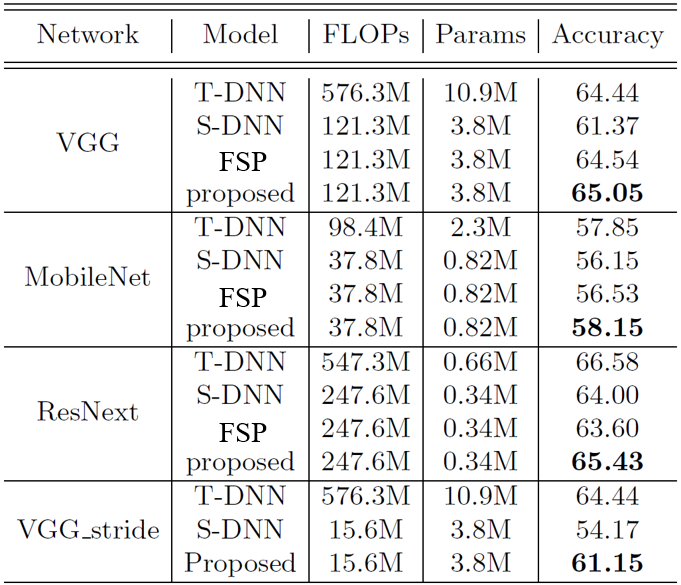 Network Model FLOPs Params Accuracy
VGG T-DNN 576.3M 10.9M 64.44
S-DNN 121.3M 3.8M 61.37
FSP 121.3M 3.8M 64.54
proposed 121.3M 3.8M 65.05
MobileNet T-DNN 98.4M 2.3M 57.85
S-DNN 37.8M 0.82M 56.15
FSP 37.8M 0.82M 56.53
proposed 37.8M 0.82M 58.15
ResNext T-DNN 547.3M 0.66M 66.58
S-DNN 247.6M 0.34M 64.00
FSP 247.6M 0.34M 63.60
proposed 247.6M 0.34M 65.43
VGG_stride T-DNN 576.3M 10.9M 64.44
S-DNN 15.6M 3.8M 54.17
Proposed 15.6M 3.8M 61.15